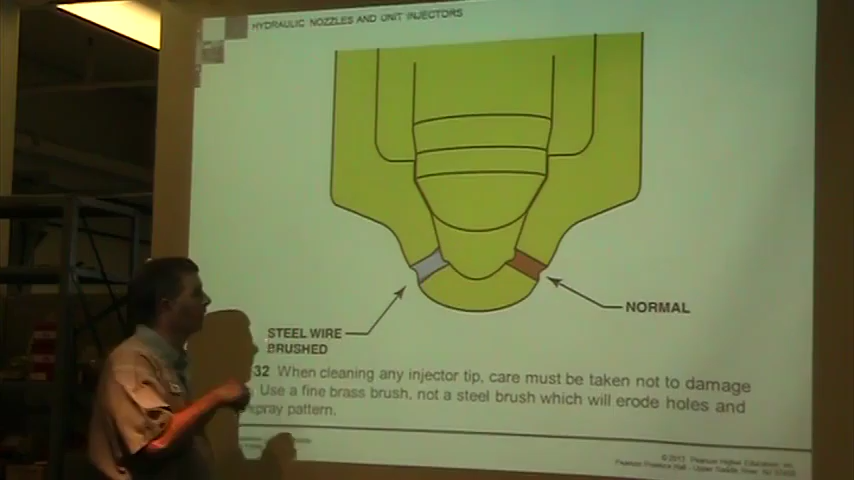 HYDRAULIC NOZZLES AND UNIT INJECTORS
NORMAL
STEEL WIRE
BRUSHED
32 When cleaning any injector tip, care must be taken not to damage
Use a fine brass brush, not a steel brush which will erode holes and
spray pattern.
Pearson Higher Education, Inc.
Pearson Prentice Hall - Upper Saddle River, NJ